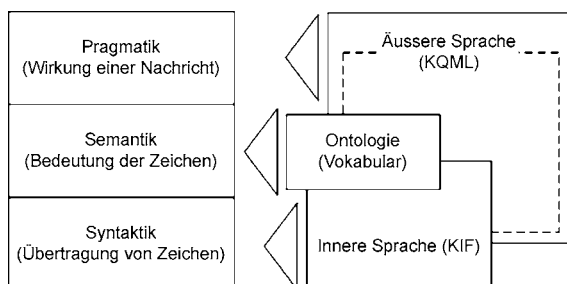 Pragmatik
(Wirkung einer Nachricht)
Semantik
(Bedeutung der Zeichen)
Syntaktik
(Übertragung von Zeichen)
Äussere Sprache
(KQML)
Ontologie
(Vokabular)
Innere Sprache (KIF)